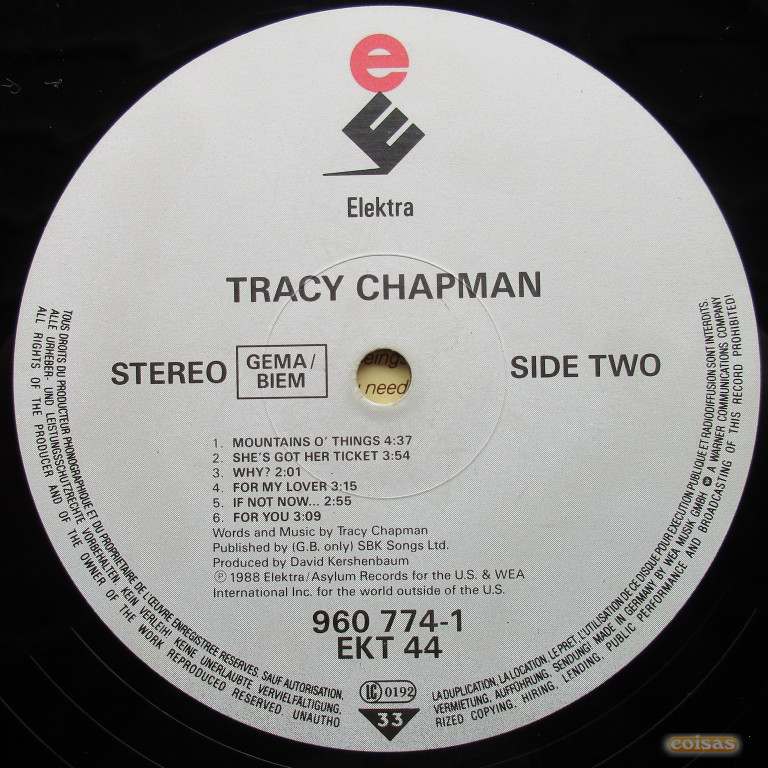 e
E
Elektra
TRACY CHAPMAN
STEREO
GEMA/
BIEM
eing
need
SIDE TWO
1. MOUNTAINS O' THINGS 4:37
2. SHE'S GOT HER TICKET 3:54
3. WHY? 2:01
4. FOR MY LOVER 3:15
5. IF NOT NOW... 2:55
6. FOR YOU 3:09
Words and Music by Tracy Chapman
Published by (G.B. only) SBK Songs Ltd.
Produced by David Kershenbaum
℗ 1988 Elektra/Asylum Records for the U.S. & WEA
International Inc. for the world outside of the U.S.
960 774-1
EKT 44
LC 0192
33
TOUS DROITS DU PRODUCTEUR PHONOGRAPHIQUE ET DU PROPRIETAIRE DE L'ŒUVRE ENREGISTREE RESERVES. SAUF AUTORISATION, LA DUPLICATION, LA LOCATION, LE PRET, L'UTILISATION DE CE DISQUE POUR EXECUTION PUBLIQUE ET RADIODIFFUSION SONT INTERDITS.
ALLE URHEBER- UND LEISTUNGSSCHUTZRECHTE VORBEHALTEN. KEIN VERLEIH! KEINE UNERLAUBTE VERVIELFÄLTIGUNG, VERMIETUNG, AUFFÜHRUNG, SENDUNG! MADE IN GERMANY BY WEA MUSIK GMBH A WARNER COMMUNICATIONS COMPANY
ALL RIGHTS OF THE PRODUCER AND OF THE OWNER OF THE WORK REPRODUCED RESERVED. UNAUTHORIZED COPYING, HIRING, LENDING, PUBLIC PERFORMANCE AND BROADCASTING OF THIS RECORD PROHIBITED!
coisas